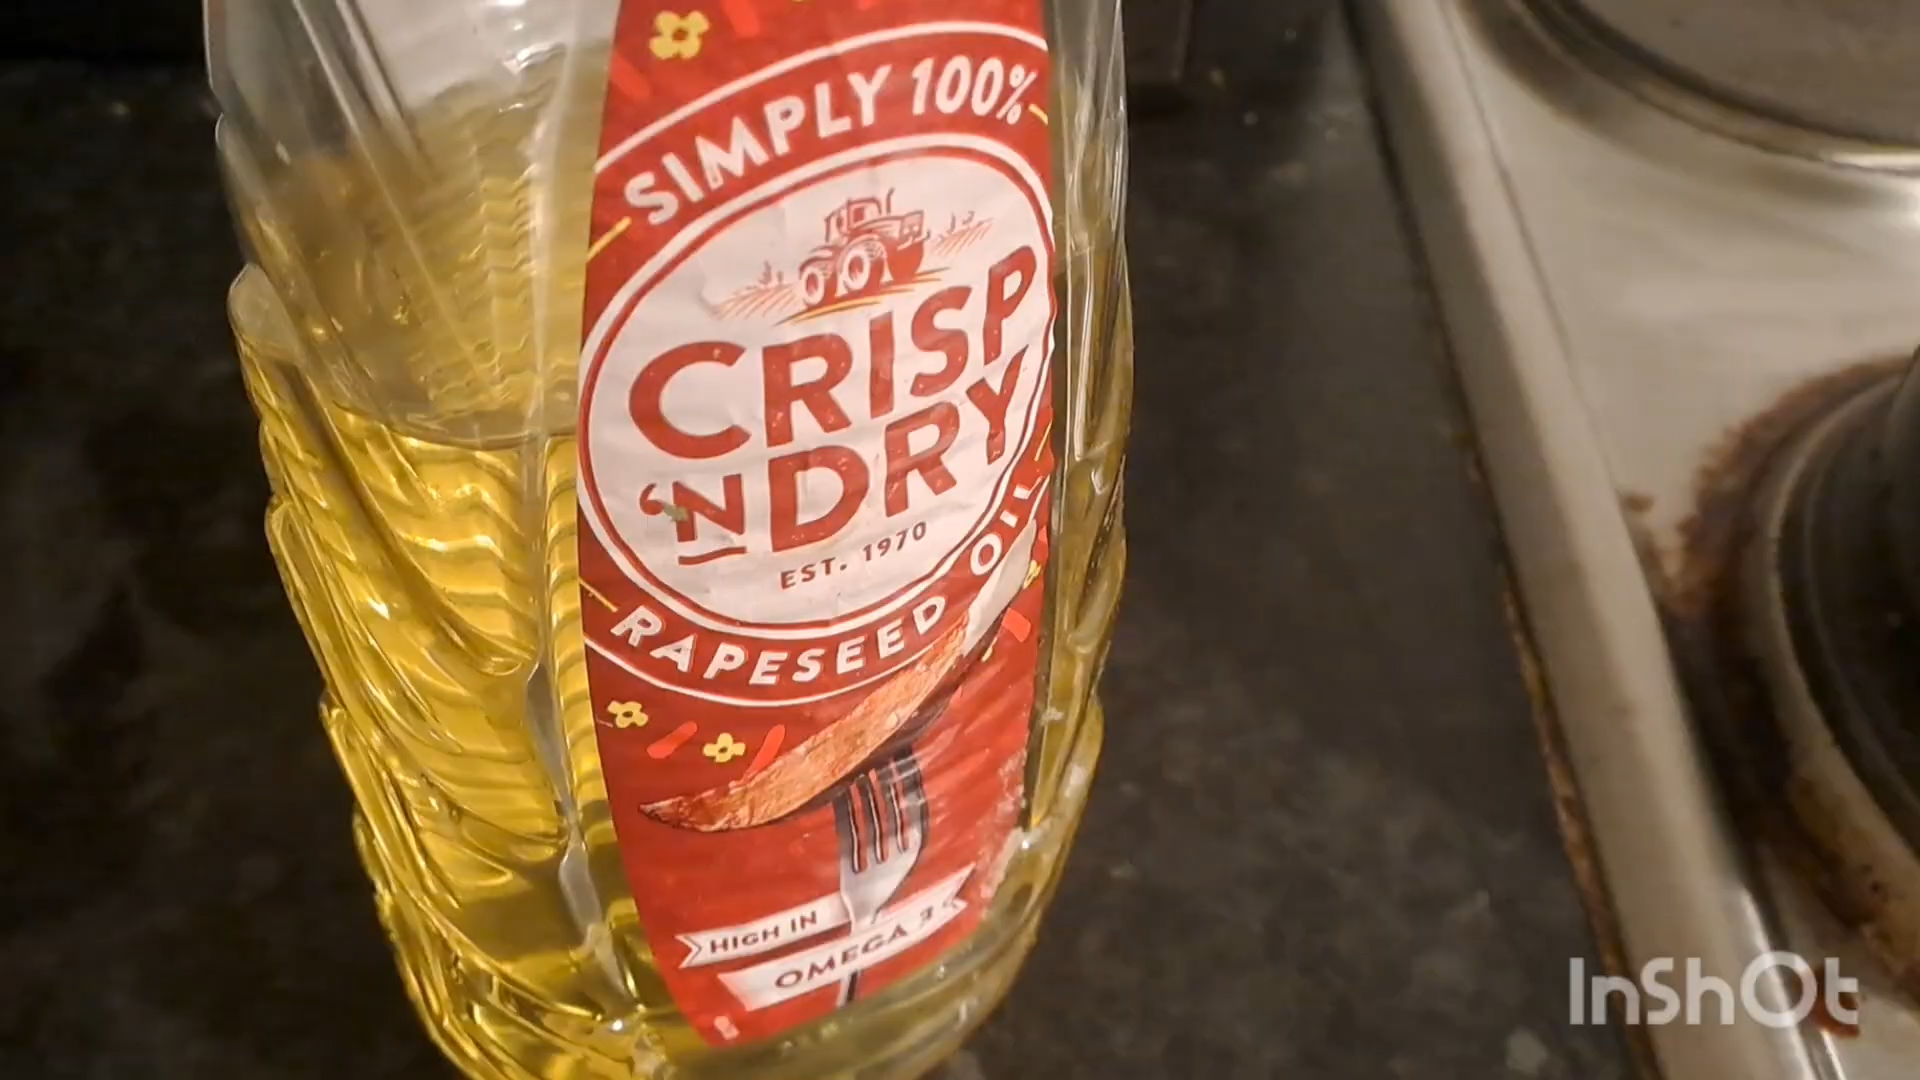 SIMPLY 100%
CRISP
'N DRY
EST. 1970
RAPESEED OIL
HIGH IN
OMEGA 3
InShOt